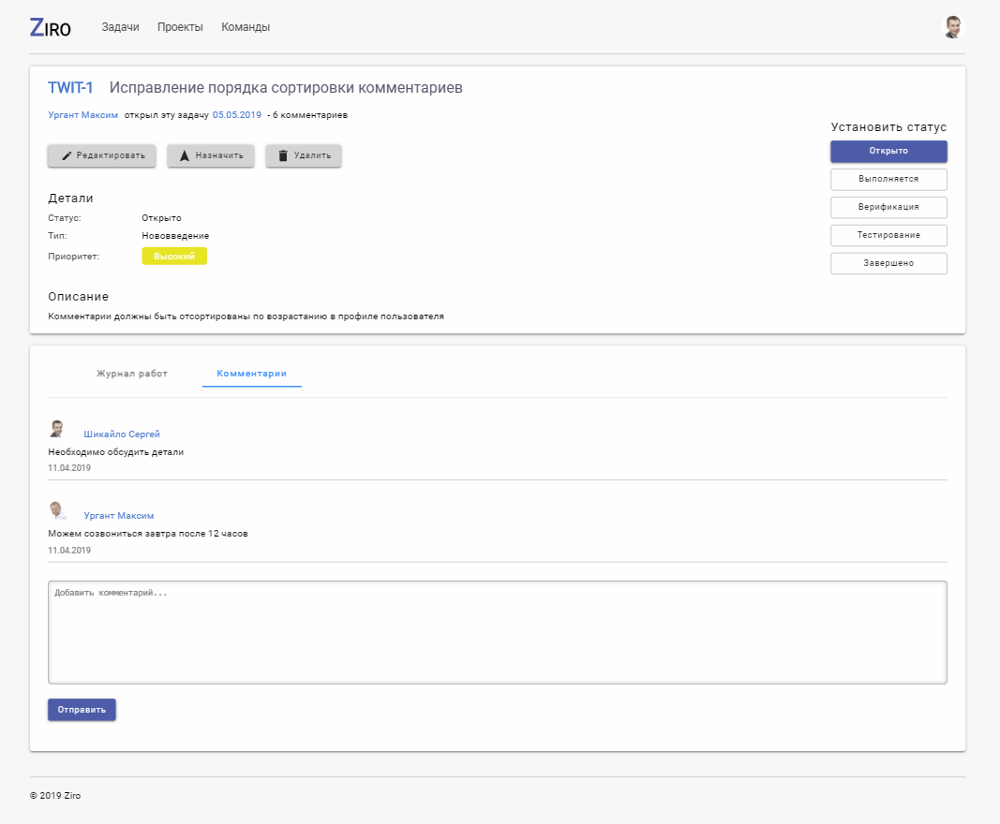 ZIRO Задачи Проекты Команды
TWIT-1 Исправление порядка сортировки комментариев
Ургант Максим открыл эту задачу 05.05.2019 - 6 комментариев
Редактировать Назначить Удалить
Детали
Статус: Открыто
Тип: Нововведение
Приоритет: Высокий
Описание
Комментарии должны быть отсортированы по возрастанию в профиле пользователя
Установить статус
Открыто
Выполняется
Верификация
Тестирование
Завершено
Журнал работ Комментарии
Шикайло Сергей
Необходимо обсудить детали
11.04.2019
Ургант Максим
Можем созвониться завтра после 12 часов
11.04.2019
Добавить комментарий...
Отправить
© 2019 Ziro